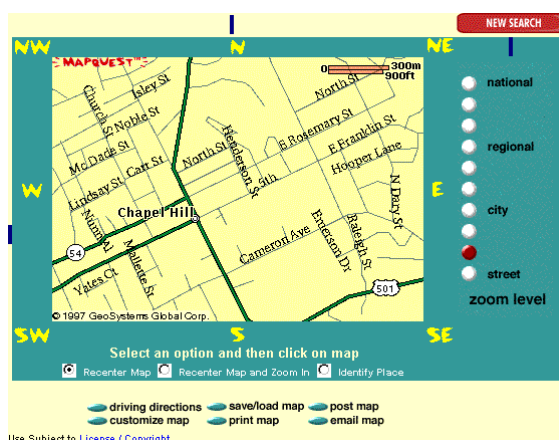 NEW SEARCH
NW
N
NE
MAPQUEST
0 300m
900ft
Isley St
Church St
Noble St
North St
Mc Dade St
Cart St
North St
Henderson St
E Rosemary St
E Franklin St
Hooper Lane
Lindsay St
5th
N Dary St
W
E
Chapel Hill
Nunn Al
Mallette St
Cameron Ave
Emerson Dr
Raleigh St
54
Yates Ct
501
© 1997 GeoSystems Global Corp.
SW
S
SE
national
regional
city
street
zoom level
Select an option and then click on map
Recenter Map
Recenter Map and Zoom In
Identify Place
driving directions
save/load map
post map
customize map
print map
email map
Use Subject to License / Copyright